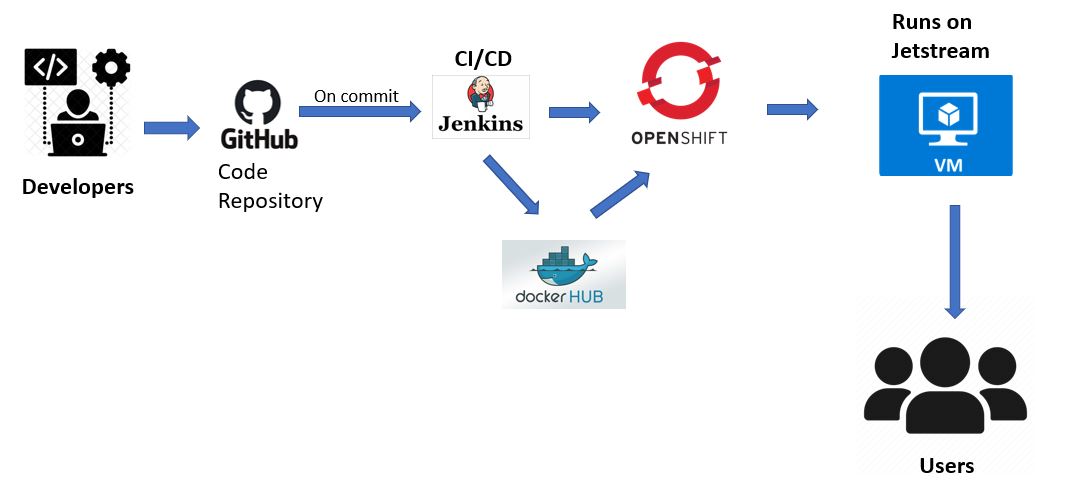 Runs on
Jetstream
CI/CD
</>
On commit
Jenkins
OPENSHIFT
GitHub
VM
Code
Repository
Developers
docker HUB
Users